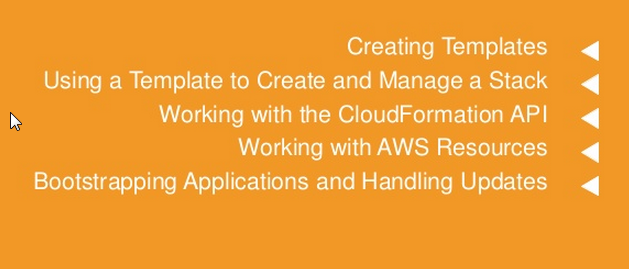 Creating Templates
Using a Template to Create and Manage a Stack
Working with the CloudFormation API
Working with AWS Resources
Bootstrapping Applications and Handling Updates